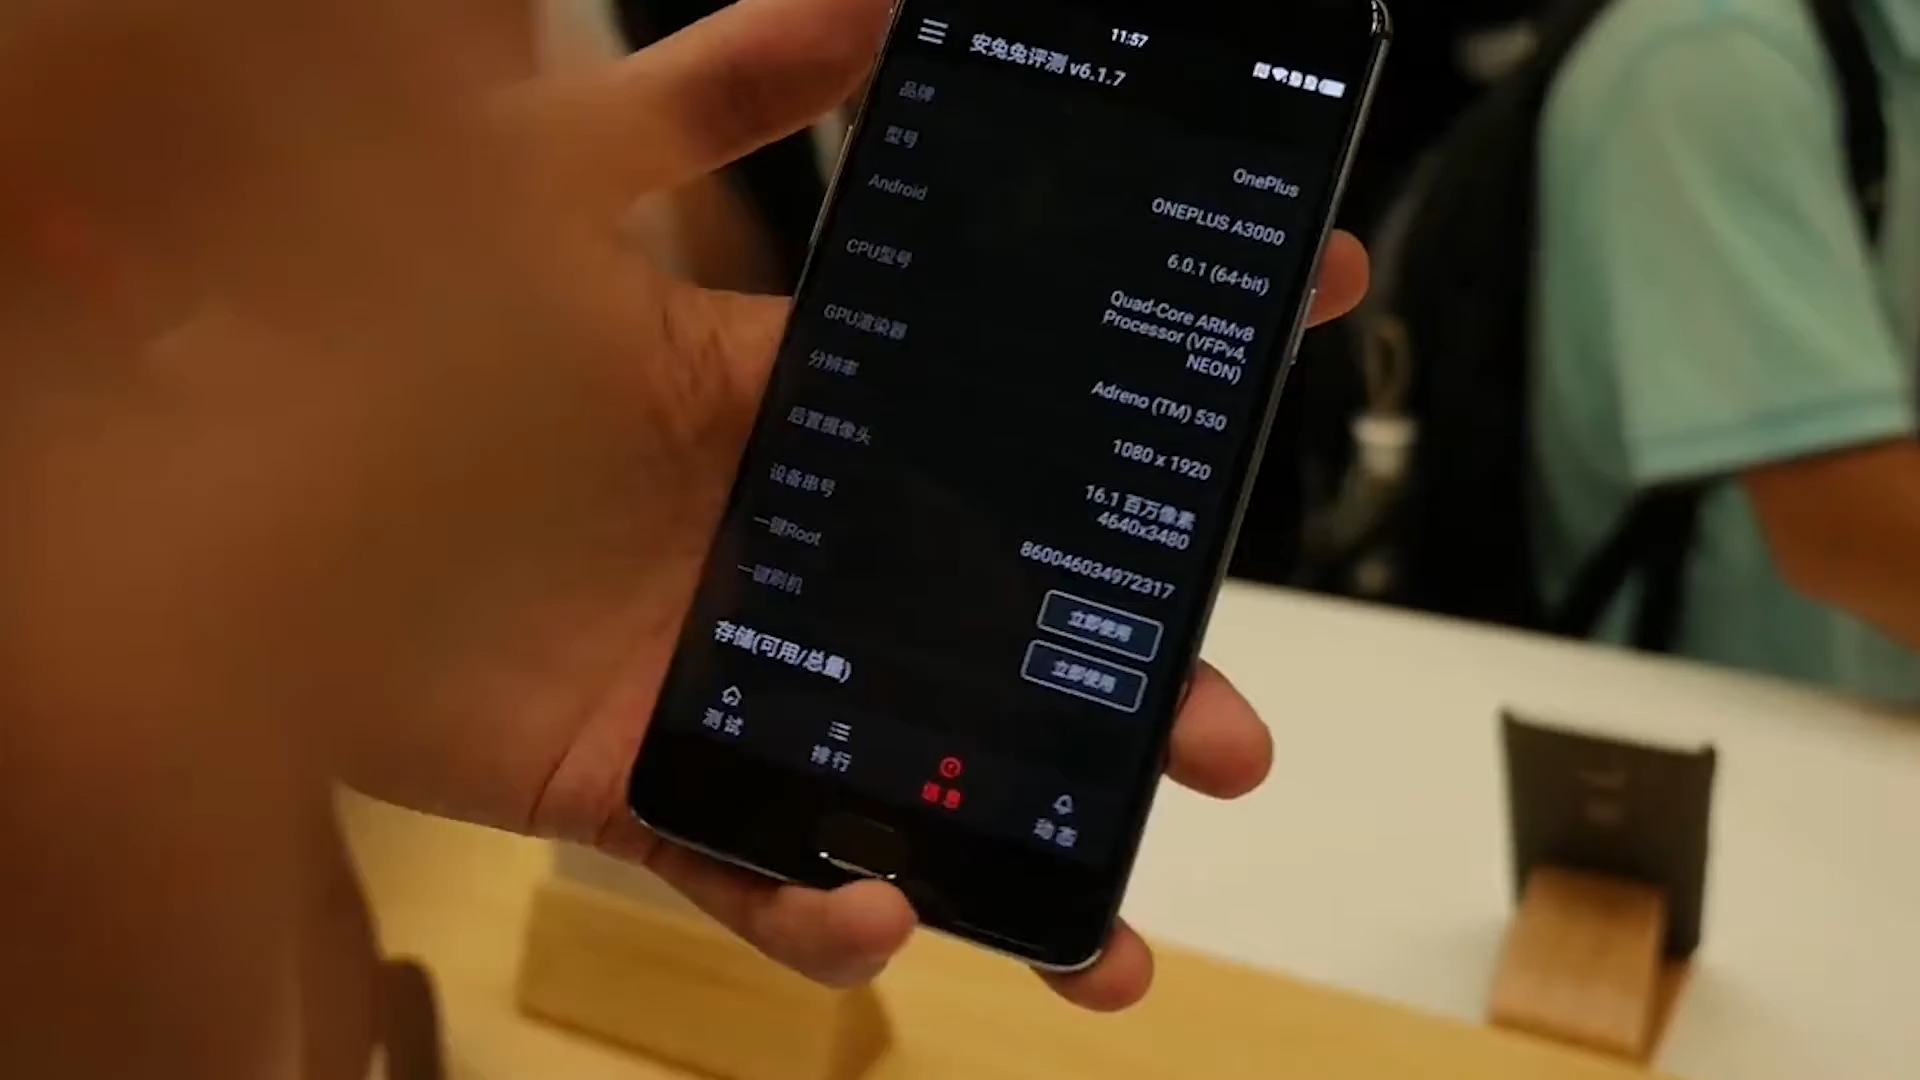 11:57
安兔兔评测 v6.1.7
品牌
OnePlus
型号
ONEPLUS A3000
Android
6.0.1 (64-bit)
CPU型号
Quad-Core ARMv8
Processor (VFPv4,
NEON)
GPU渲染器
Adreno (TM) 530
分辨率
1080 x 1920
后置摄像头
16.1 百万像素
4640x3480
设备串号
860046034972317
一键Root
立即使用
一键刷机
立即使用
存储(可用/总量)
测试
排行
信息
动态